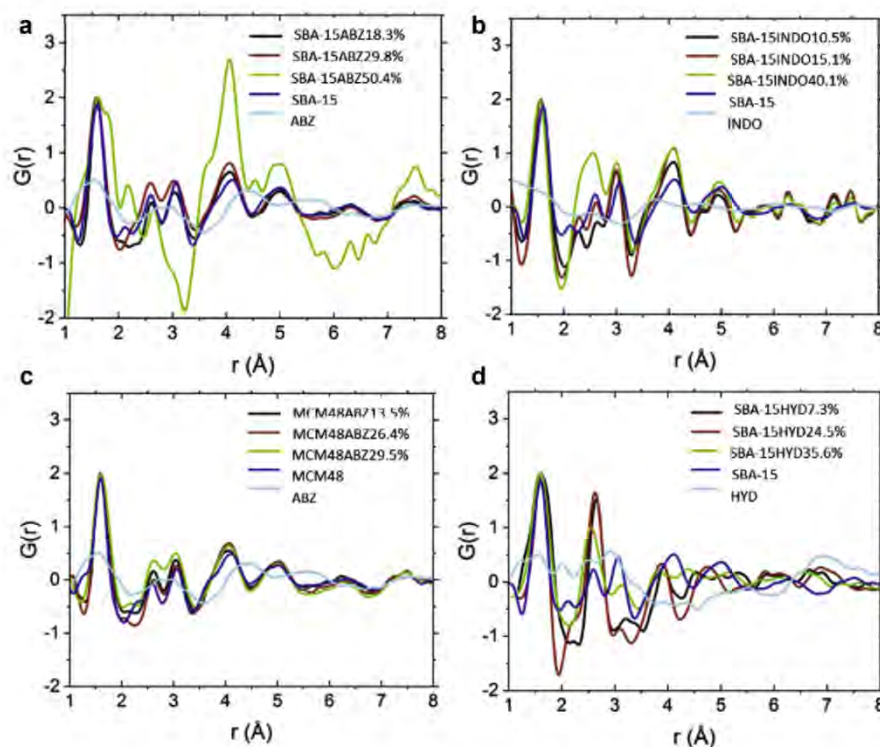 a
SBA-15ABZ18.3%
SBA-15ABZ29.8%
SBA-15ABZ50.4%
SBA-15
ABZ
3
2
1
0
-1
-2
G(r)
1 2 3 4 5 6 7 8
r (Å)
b
SBA-15INDO10.5%
SBA-15INDO15.1%
SBA-15INDO40.1%
SBA-15
INDO
3
2
1
0
-1
-2
G(r)
1 2 3 4 5 6 7 8
r (Å)
c
MCM48ABZ13.5%
MCM48ABZ26.4%
MCM48ABZ29.5%
MCM48
ABZ
3
2
1
0
-1
-2
G(r)
1 2 3 4 5 6 7 8
r (Å)
d
SBA-15HYD7.3%
SBA-15HYD24.5%
SBA-15HYD35.6%
SBA-15
HYD
3
2
1
0
-1
-2
G(r)
1 2 3 4 5 6 7 8
r (Å)